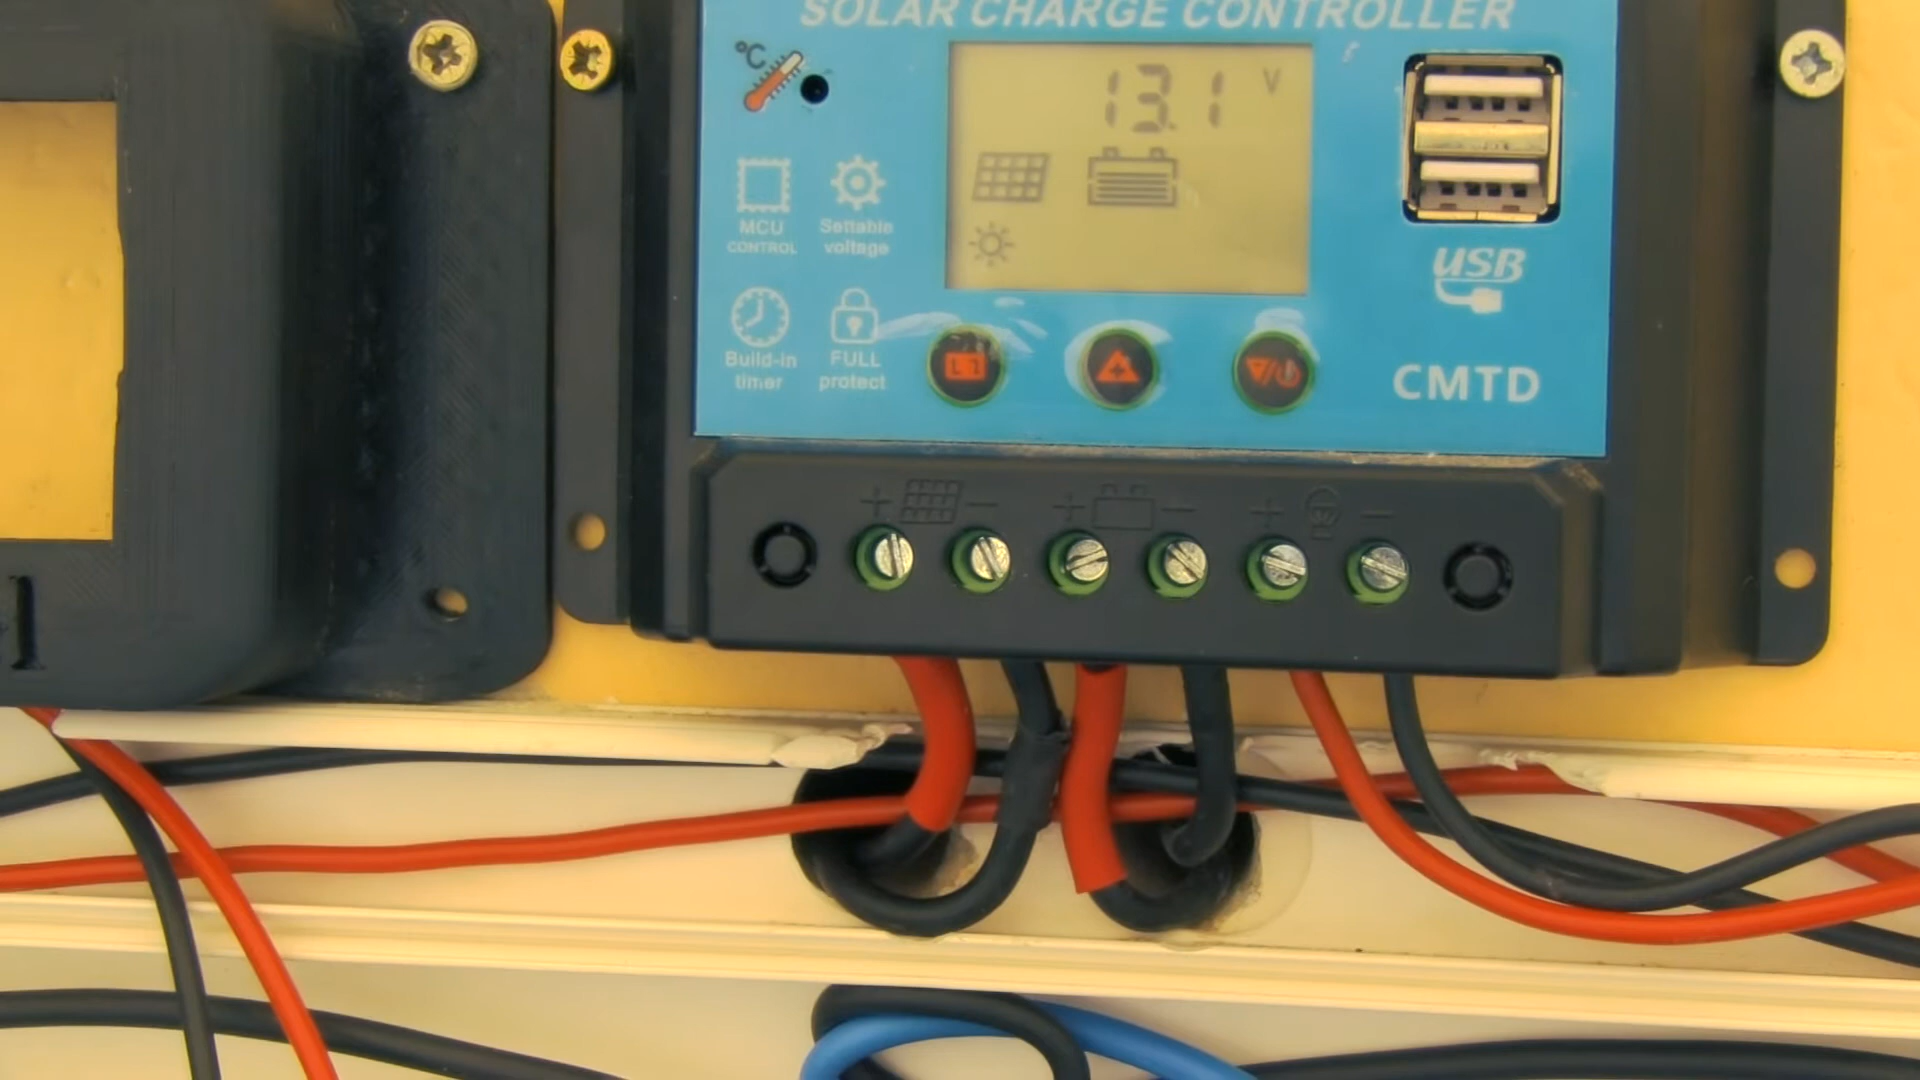 SOLAR CHARGE CONTROLLER
°C
13.1 V
MCU
CONTROL
Settable
voltage
USB
Build-in
timer
FULL
protect
CMTD
+ - + - + -